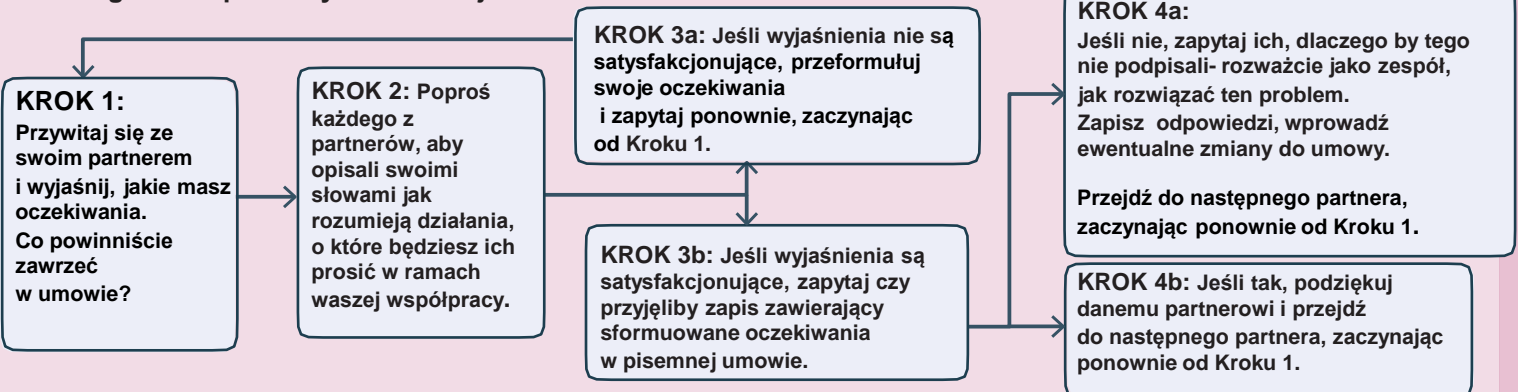 KROK 1:
Przywitaj się ze
swoim partnerem
i wyjaśnij, jakie masz
oczekiwania.
Co powinniście
zawrzeć
w umowie?
KROK 2: Poproś
każdego z
partnerów, aby
opisali swoimi
słowami jak
rozumieją działania,
o które będziesz ich
prosić w ramach
waszej współpracy.
KROK 3a: Jeśli wyjaśnienia nie są
satysfakcjonujące, przeformułuj
swoje oczekiwania
i zapytaj ponownie, zaczynając
od Kroku 1.
KROK 3b: Jeśli wyjaśnienia są
satysfakcjonujące, zapytaj czy
przyjęliby zapis zawierający
sformuowane oczekiwania
w pisemnej umowie.
KROK 4a:
Jeśli nie, zapytaj ich, dlaczego by tego
nie podpisali- rozważcie jako zespół,
jak rozwiązać ten problem.
Zapisz odpowiedzi, wprowadź
ewentualne zmiany do umowy.
Przejdź do następnego partnera,
zaczynając ponownie od Kroku 1.
KROK 4b: Jeśli tak, podziękuj
danemu partnerowi i przejdź
do następnego partnera, zaczynając
ponownie od Kroku 1.